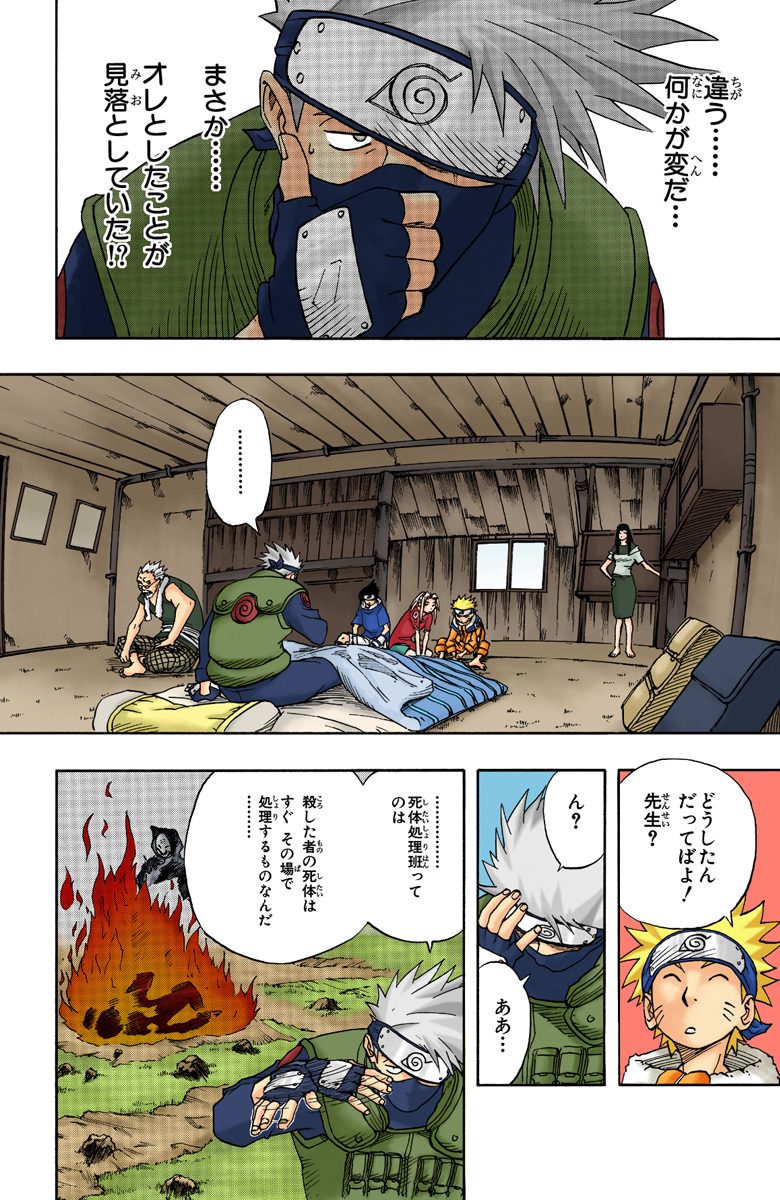 違う……
何かが変だ…
まさか……
オレとしたことが
見落としていた!?
…………
どうしたん
だってばよ!
先生?
ん?
ああ…
…………
死体処理班って
のは
殺した者の死体は
すぐ その場で
処理するものなんだ
………